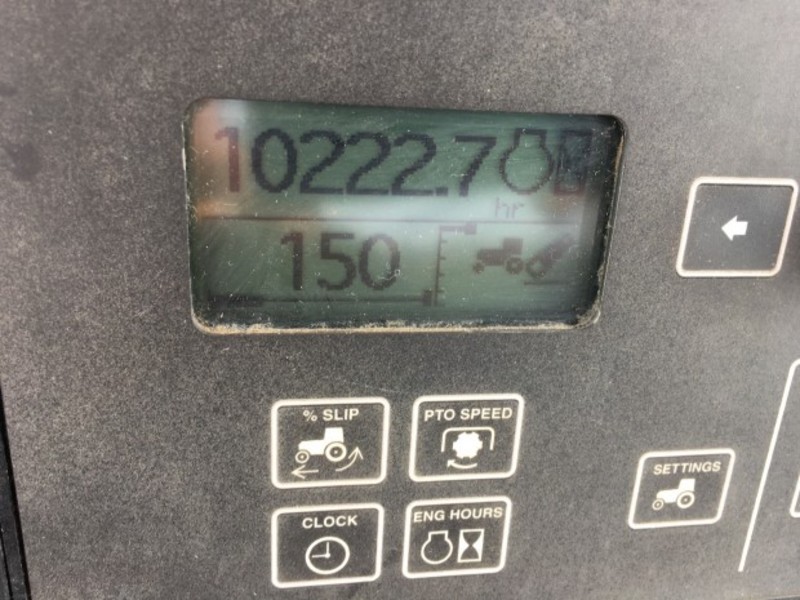 10222.7
hr
150
% SLIP
PTO SPEED
SETTINGS
CLOCK
ENG HOURS